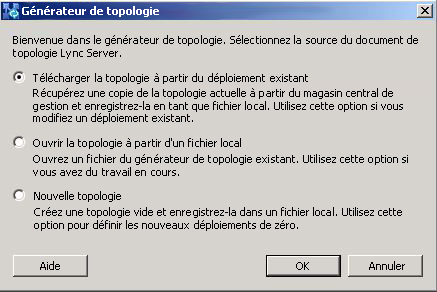 Générateur de topologie
Bienvenue dans le générateur de topologie. Sélectionnez la source du document de
topologie Lync Server.
Télécharger la topologie à partir du déploiement existant
Récupérez une copie de la topologie actuelle à partir du magasin central de
gestion et enregistrez-la en tant que fichier local. Utilisez cette option si vous
modifiez un déploiement existant.
Ouvrir la topologie à partir d'un fichier local
Ouvrez un fichier du générateur de topologie existant. Utilisez cette option si
vous avez du travail en cours.
Nouvelle topologie
Créez une topologie vide et enregistrez-la dans un fichier local. Utilisez cette
option pour définir les nouveaux déploiements de zéro.
Aide
OK
Annuler